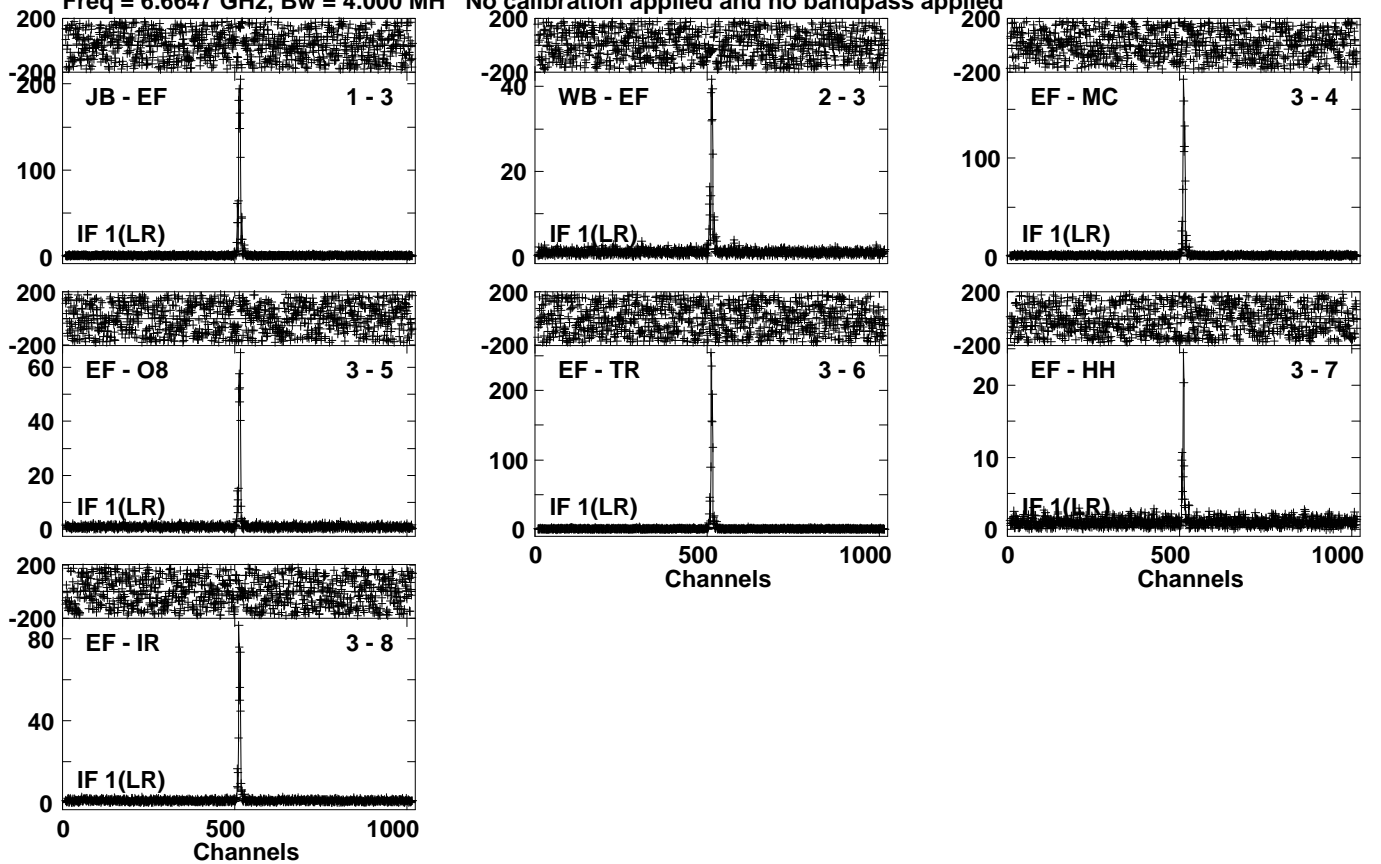 Freq = 6.6647 GHz, Bw = 4.000 MH No calibration applied and no bandpass applied
200
-200
200
100
0
JB - EF
1 - 3
IF 1(LR)
200
-200
40
20
0
WB - EF
2 - 3
IF 1(LR)
200
-200
100
0
EF - MC
3 - 4
IF 1(LR)
200
-200
60
40
20
0
EF - O8
3 - 5
IF 1(LR)
200
-200
200
100
0
EF - TR
3 - 6
IF 1(LR)
0 500 1000
Channels
200
-200
20
10
0
EF - HH
3 - 7
IF 1(LR)
0 500 1000
Channels
200
-200
80
40
0
EF - IR
3 - 8
IF 1(LR)
0 500 1000
Channels